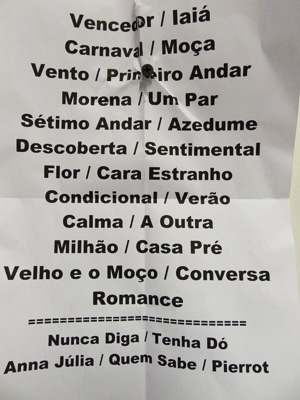 Vencedor / Iaiá
Carnaval / Moça
Vento / Primeiro Andar
Morena / Um Par
Sétimo Andar / Azedume
Descoberta / Sentimental
Flor / Cara Estranho
Condicional / Verão
Calma / A Outra
Milhão / Casa Pré
Velho e o Moço / Conversa
Romance
============================
Nunca Diga / Tenha Dó
Anna Júlia / Quem Sabe / Pierrot